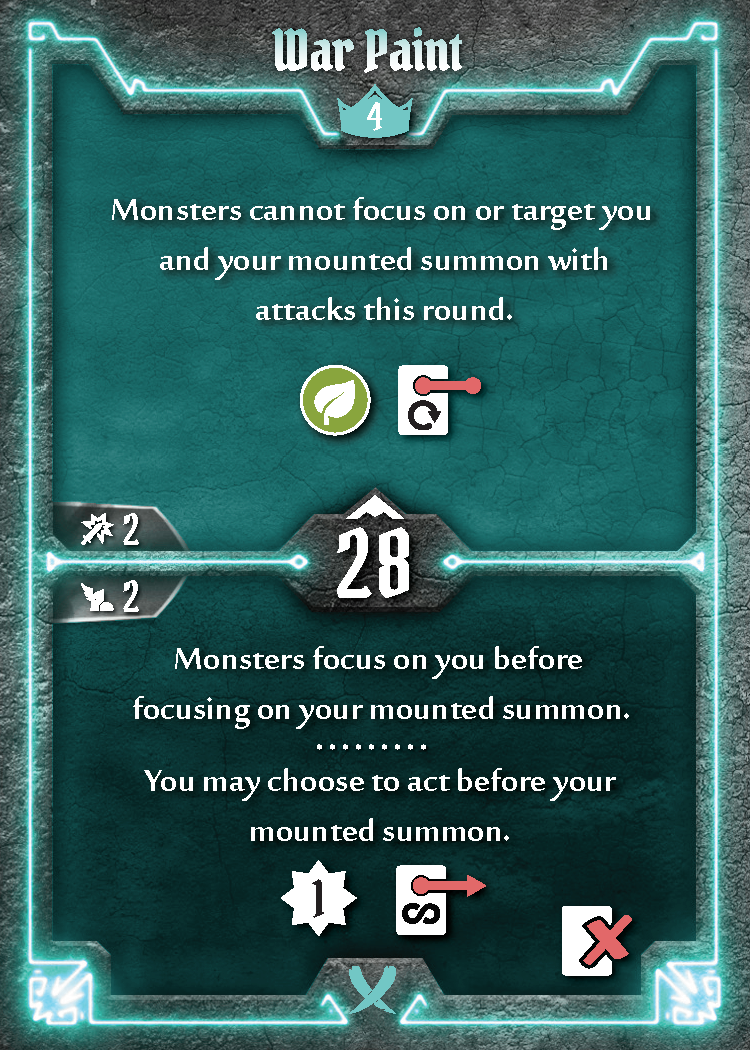 War Paint
4
Monsters cannot focus on or target you
and your mounted summon with
attacks this round.
2
28
2
Monsters focus on you before
focusing on your mounted summon.
You may choose to act before your
mounted summon.
1